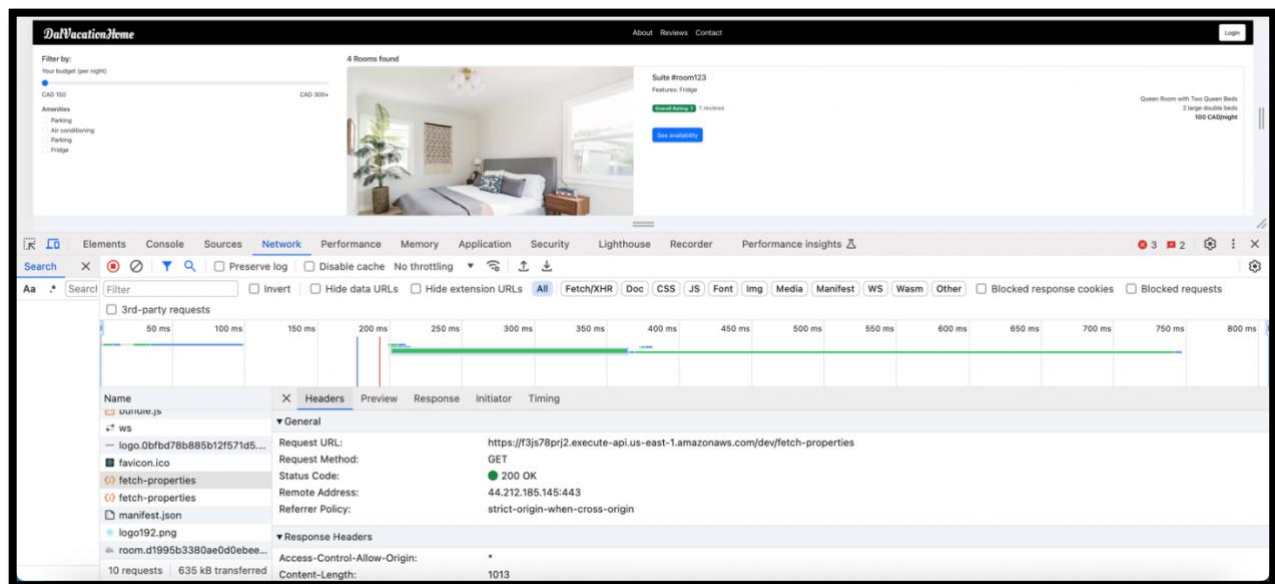 DalVacationHome
About Reviews Contact
Login
Filter by:
Your budget (per night)
CAD 150 CAD 300+
Amenities
Parking
Air conditioning
Parking
Fridge
4 Rooms found
Suite #room123
Features: Fridge
Overall Rating: 1 1 reviews
See availability
Queen Room with Two Queen Beds
2 large double beds
100 CAD/night
Elements Console Sources Network Performance Memory Application Security Lighthouse Recorder Performance insights 3 2
Search Preserve log Disable cache No throttling
Aa .* Search Filter Invert Hide data URLs Hide extension URLs All Fetch/XHR Doc CSS JS Font Img Media Manifest WS Wasm Other Blocked response cookies Blocked requests
3rd-party requests
50 ms 100 ms 150 ms 200 ms 250 ms 300 ms 350 ms 400 ms 450 ms 500 ms 550 ms 600 ms 650 ms 700 ms 750 ms 800 ms
Name
bundle.js
ws
logo.0bfbd78b885b12f571d5....
favicon.ico
fetch-properties
fetch-properties
manifest.json
logo192.png
room.d1995b3380ae0d0ebee...
10 requests 635 kB transferred
Headers Preview Response Initiator Timing
General
Request URL: https://f3js78prj2.execute-api.us-east-1.amazonaws.com/dev/fetch-properties
Request Method: GET
Status Code: 200 OK
Remote Address: 44.212.185.145:443
Referrer Policy: strict-origin-when-cross-origin
Response Headers
Access-Control-Allow-Origin: *
Content-Length: 1013